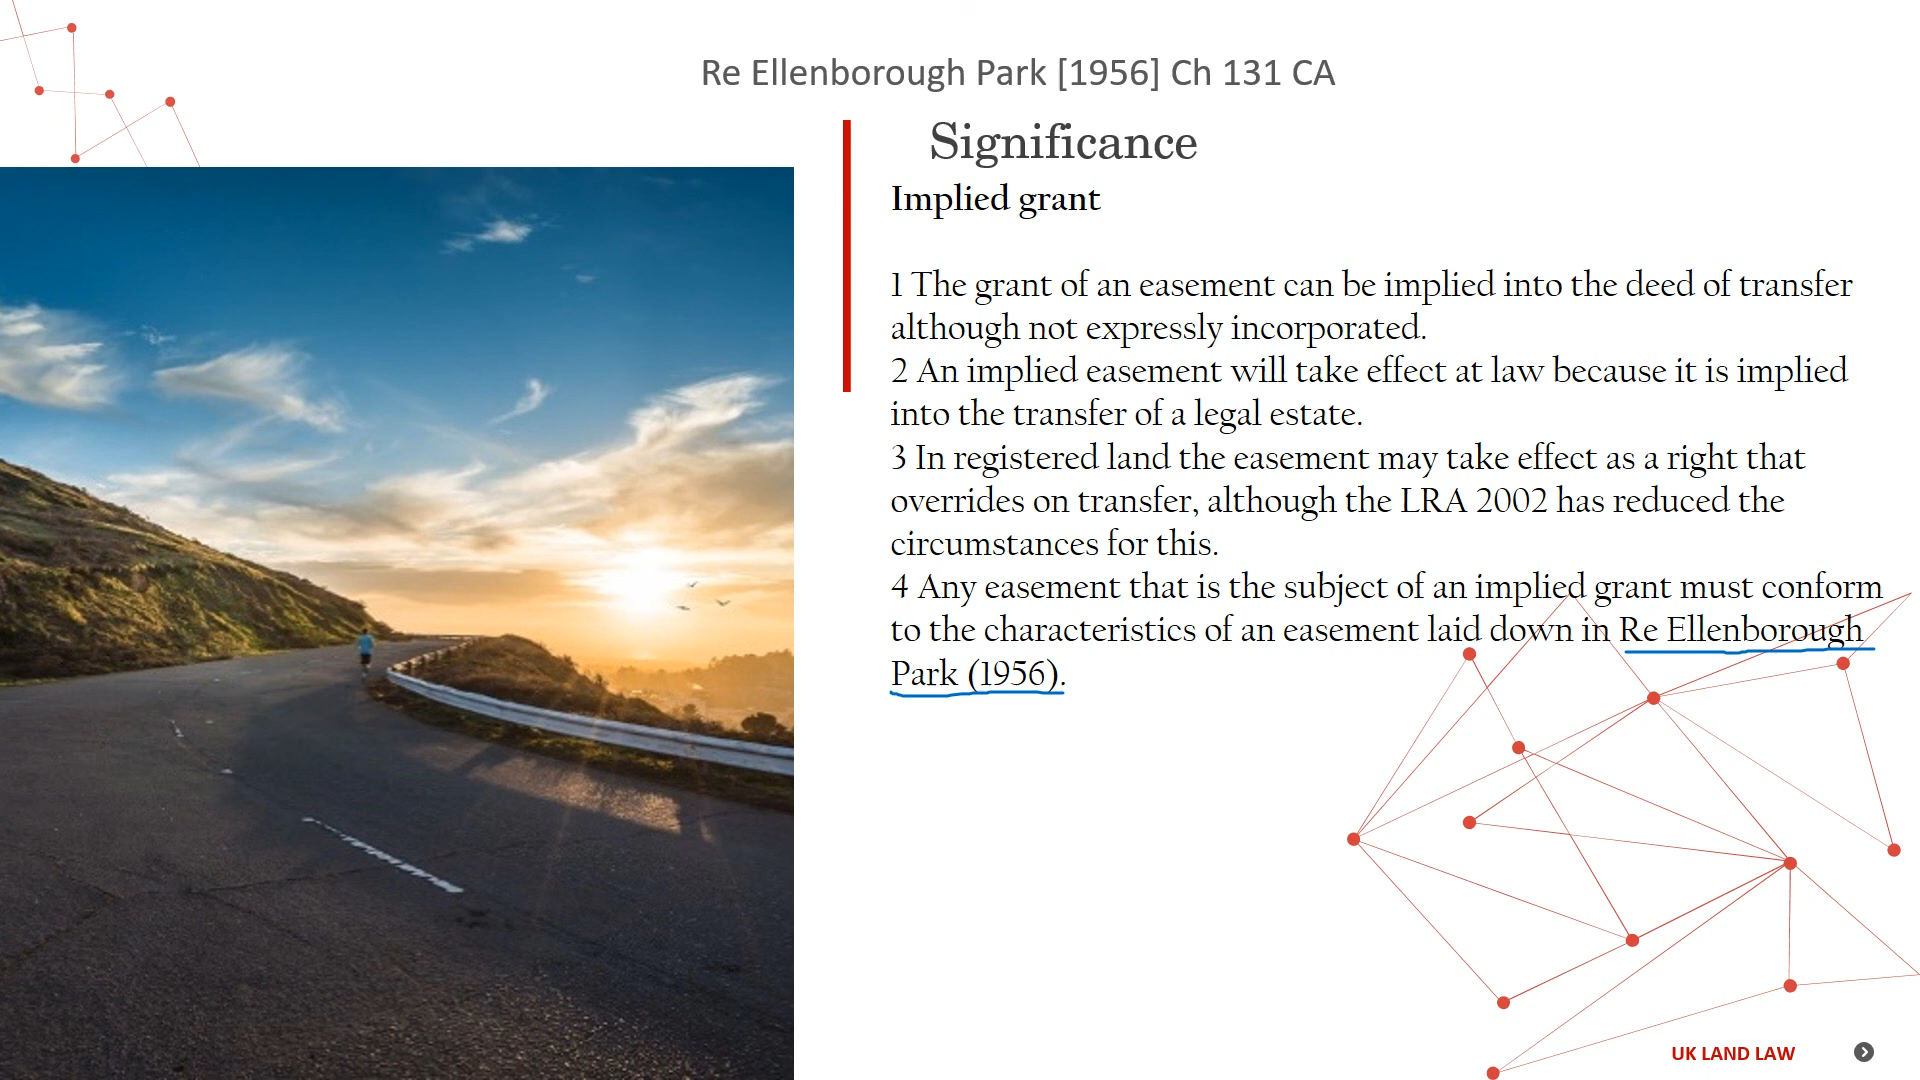 Re Ellenborough Park [1956] Ch 131 CA
Significance
Implied grant
1 The grant of an easement can be implied into the deed of transfer
although not expressly incorporated.
2 An implied easement will take effect at law because it is implied
into the transfer of a legal estate.
3 In registered land the easement may take effect as a right that
overrides on transfer, although the LRA 2002 has reduced the
circumstances for this.
4 Any easement that is the subject of an implied grant must conform
to the characteristics of an easement laid down in Re Ellenborough
Park (1956).
UK LAND LAW